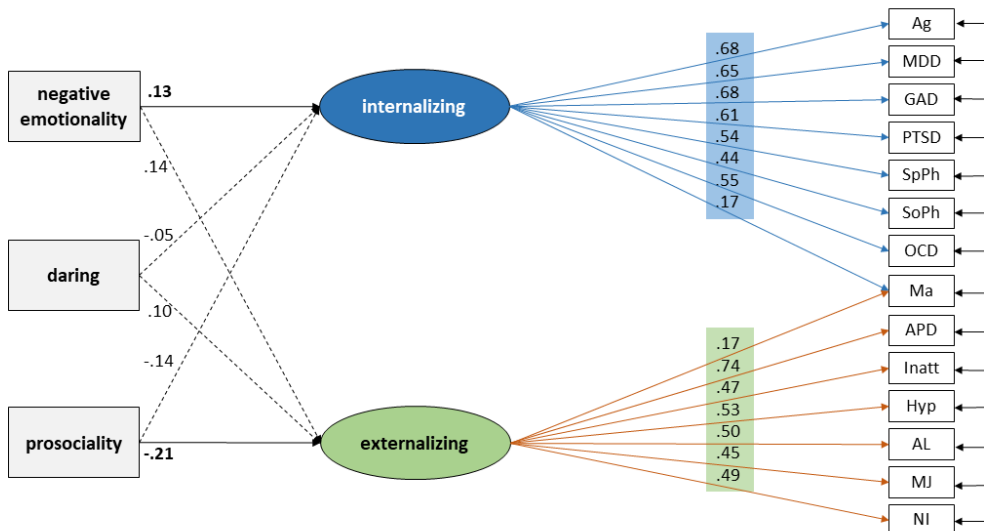 negative
emotionality
daring
prosociality
.13
.14
-.05
.10
-.14
-.21
internalizing
externalizing
.68
.65
.68
.61
.54
.44
.55
.17
.17
.74
.47
.53
.50
.45
.49
Ag
MDD
GAD
PTSD
SpPh
SoPh
OCD
Ma
APD
Inatt
Hyp
AL
MJ
NI